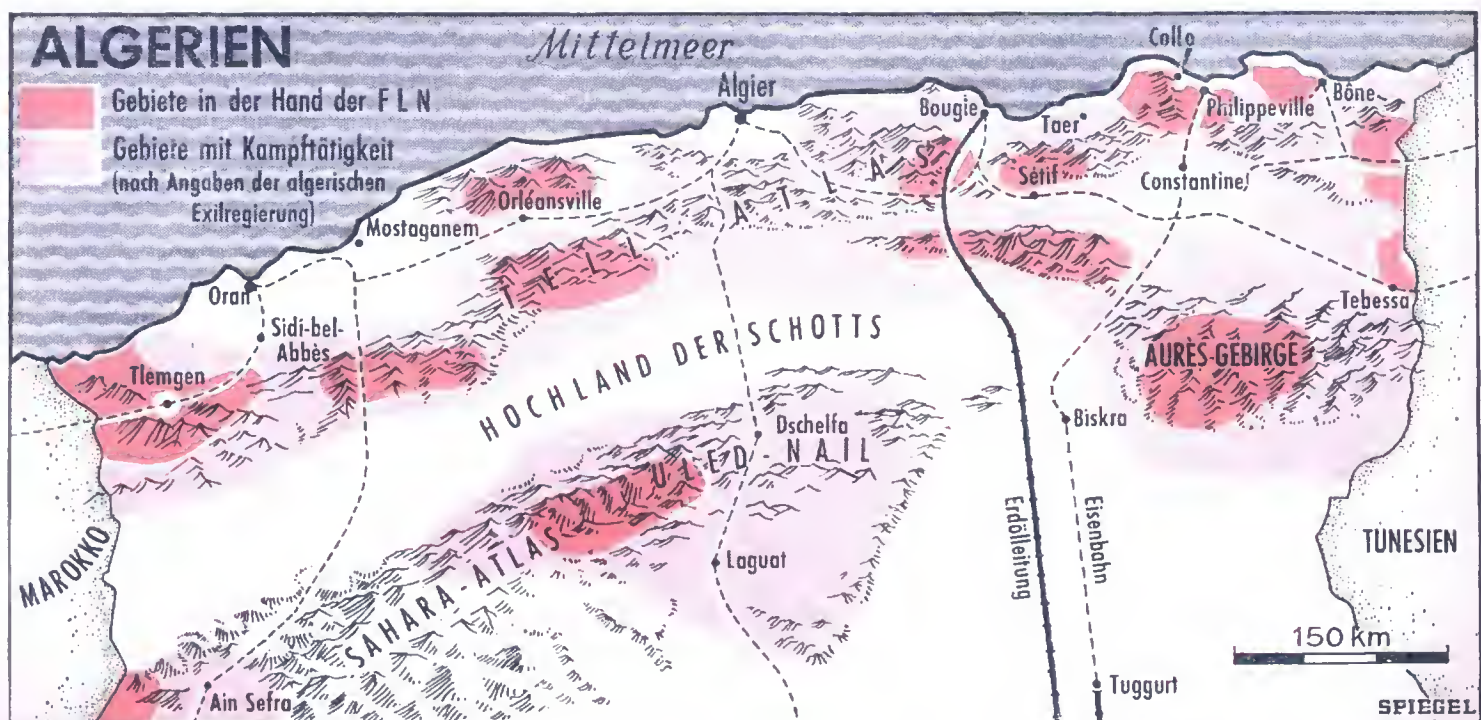 ALGERIEN
Mittelmeer
Gebiete in der Hand der FLN
Gebiete mit Kampftätigkeit
(nach Angaben der algerischen
Exilregierung)
Collo
Algier
Bougie
Taer
Philippeville
Bône
Sétif
Constantine
TELL ATLAS
Orléansville
Mostaganem
Oran
Sidi-bel-
Abbès
Tlemgen
Tebessa
HOCHLAND DER SCHOTTS
AURÈS-GEBIRGE
Dschelfa
Biskra
ULED-NAIL
SAHARA-ATLAS
Laguat
Erdölleitung
Eisenbahn
MAROKKO
TUNESIEN
150 km
Ain Sefra
Tuggurt
SPIEGEL